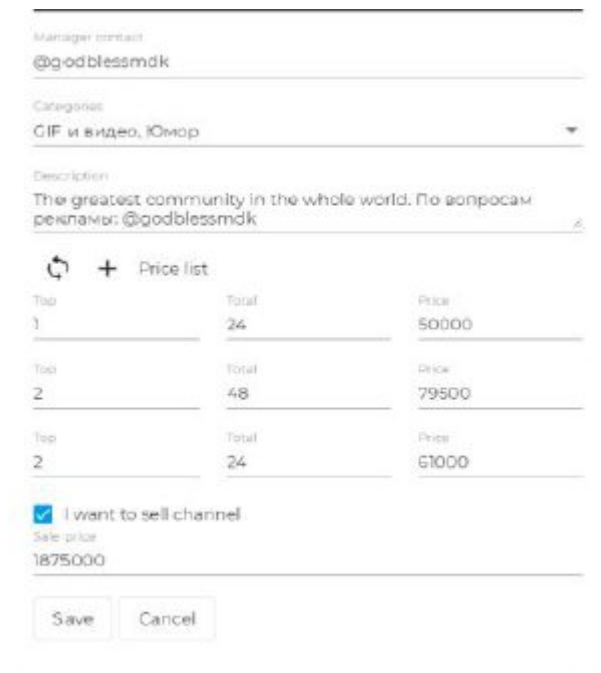 Manager contact
@godblessmdk
Categories
GIF и видео, Юмор
Description
The greatest community in the whole world. По вопросам
рекламы: @godblessmdk
Price list
Top Total Price
1 24 50000
Top Total Price
2 48 79500
Top Total Price
2 24 61000
I want to sell channel
Sale price
1875000
Save Cancel